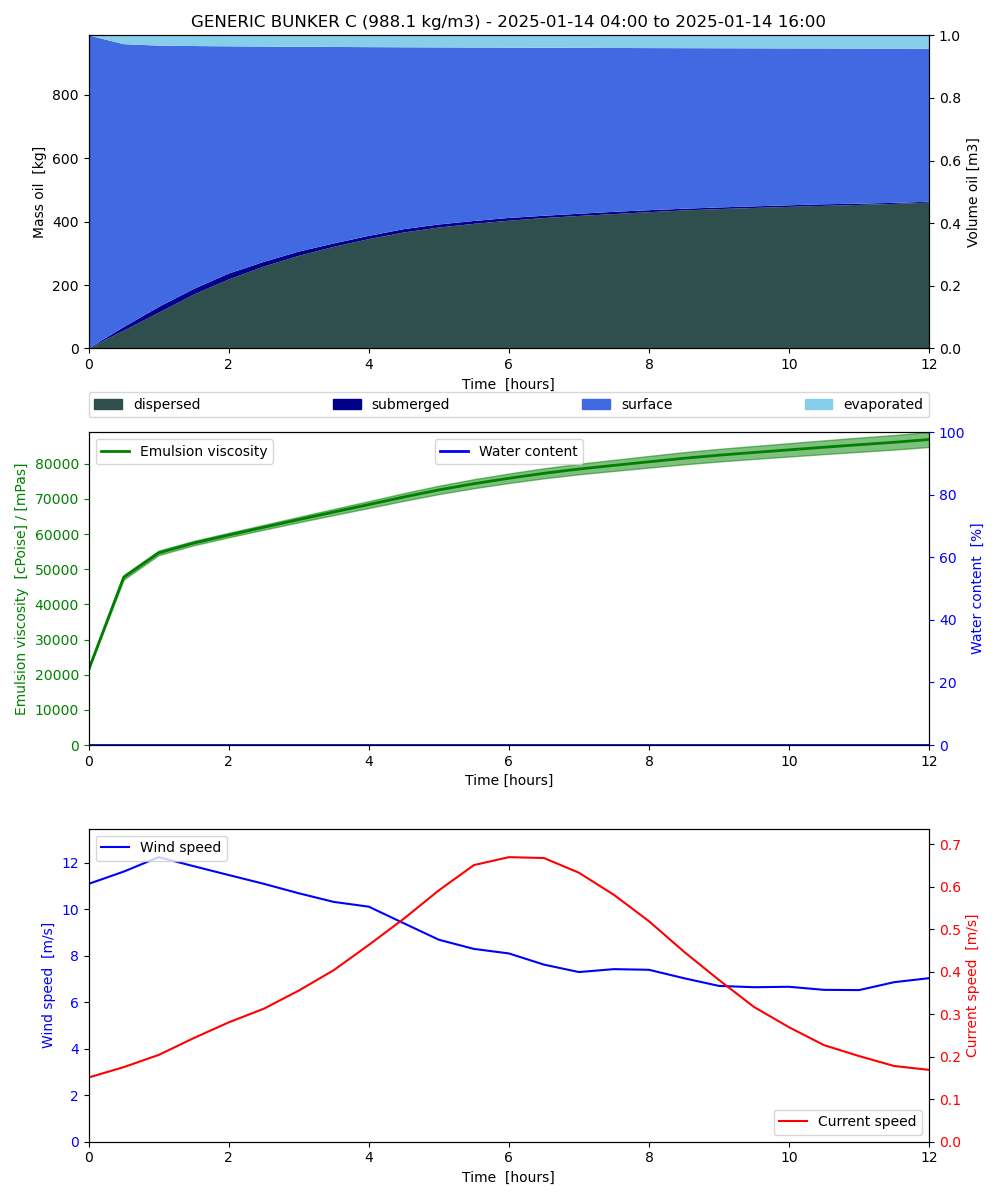 GENERIC BUNKER C (988.1 kg/m3) - 2025-01-14 04:00 to 2025-01-14 16:00
Mass oil  [kg]
800
600
400
200
0
1.0
0.8
0.6
0.4
0.2
0.0
Volume oil [m3]
0 2 4 6 8 10 12
Time  [hours]
dispersed submerged surface evaporated
Emulsion viscosity  [cPoise] / [mPas]
80000
70000
60000
50000
40000
30000
20000
10000
0
Emulsion viscosity
Water content
100
80
60
40
20
0
Water content  [%]
0 2 4 6 8 10 12
Time [hours]
Wind speed  [m/s]
12
10
8
6
4
2
0
Wind speed
0.7
0.6
0.5
0.4
0.3
0.2
0.1
0.0
Current speed  [m/s]
Current speed
0 2 4 6 8 10 12
Time  [hours]